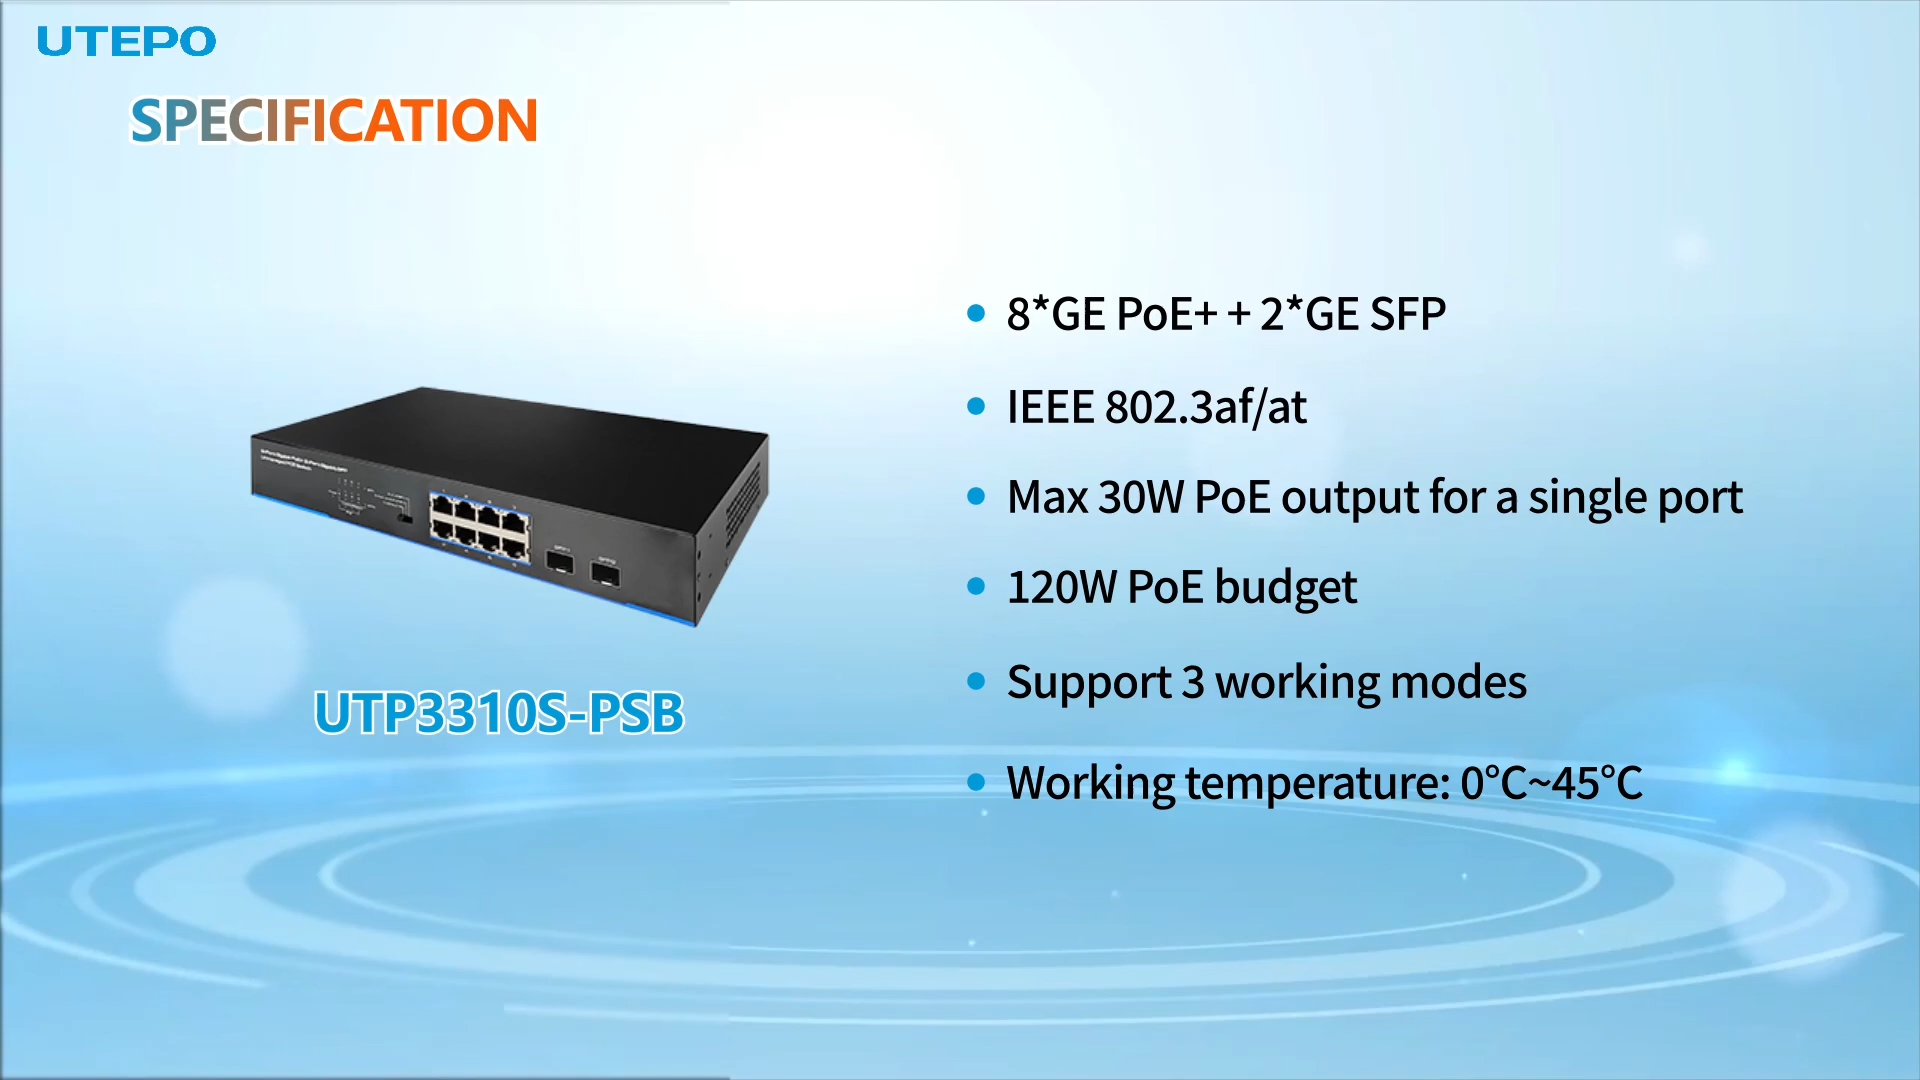 UTEPO
SPECIFICATION
8*GE PoE+ + 2*GE SFP
IEEE 802.3af/at
Max 30W PoE output for a single port
120W PoE budget
Support 3 working modes
Working temperature: 0°C~45°C
UTP3310S-PSB